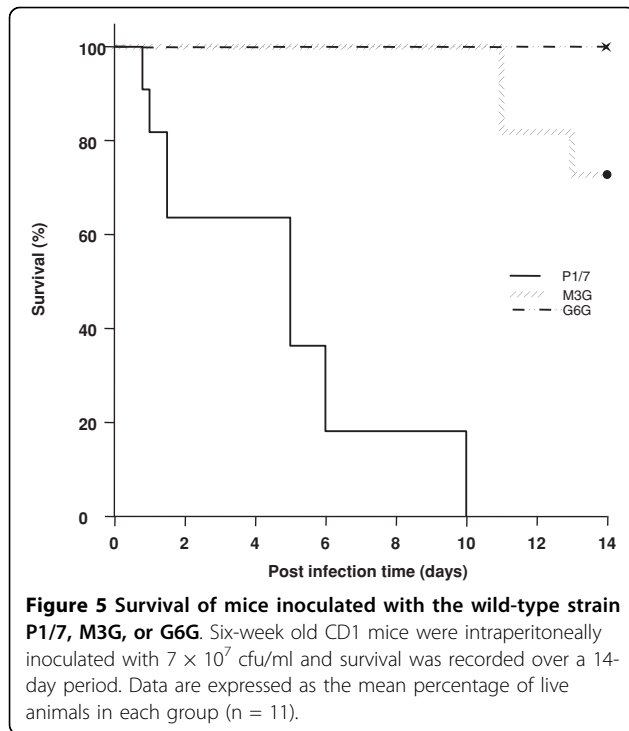 100
80
60
40
20
0
Survival (%)
P1/7
M3G
G6G
0 2 4 6 8 10 12 14
Post infection time (days)
Figure 5 Survival of mice inoculated with the wild-type strain
P1/7, M3G, or G6G. Six-week old CD1 mice were intraperitoneally
inoculated with 7 × 10⁷ cfu/ml and survival was recorded over a 14-
day period. Data are expressed as the mean percentage of live
animals in each group (n = 11).